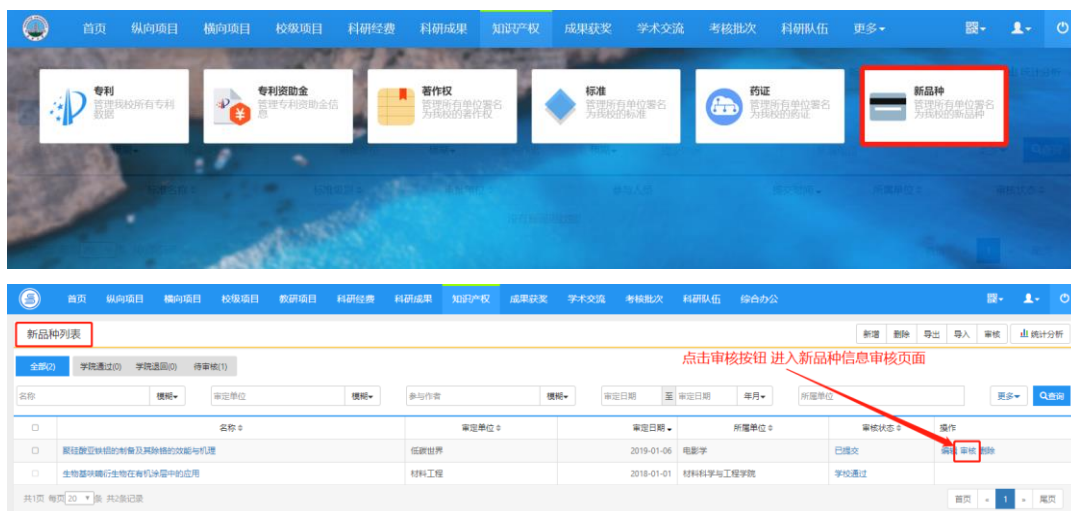 首页 纵向项目 横向项目 校级项目 科研经费 科研成果 知识产权 成果获奖 学术交流 考核批次 科研队伍 更多
统计分析
专利 专利资助金 著作权 标准 药证 新品种
管理我校所有专利 管理专利资助金信 管理所有单位署名 管理所有单位署名 管理所有单位署名 管理所有单位署名
数据 息 为我校的著作权 为我校的标准 为我校的药证 为我校的新品种
查询
首页 纵向项目 横向项目 校级项目 教研项目 科研经费 科研成果 知识产权 成果获奖 学术交流 考核批次 科研队伍 综合办公
新品种列表 新增 删除 导出 导入 审核 统计分析
全部(2) 学院通过(0) 学院退回(0) 待审核(1) 点击审核按钮 进入新品种信息审核页面
名称 模糊 审定单位 模糊 参与作者 模糊 审定日期 至 审定日期 年月 所属单位 更多 查询
名称 审定单位 审定日期 所属单位 审核状态 操作
聚硅酸亚铁铝的制备及其除铬的效能与机理 低碳世界 2019-01-06 电影学 已提交 编辑 审核 删除
生物基呋喃衍生物在有机涂层中的应用 材料工程 2018-01-01 材料科学与工程学院 学校通过
共1页 每页 20 条 共2条记录 首页 « 1 » 尾页